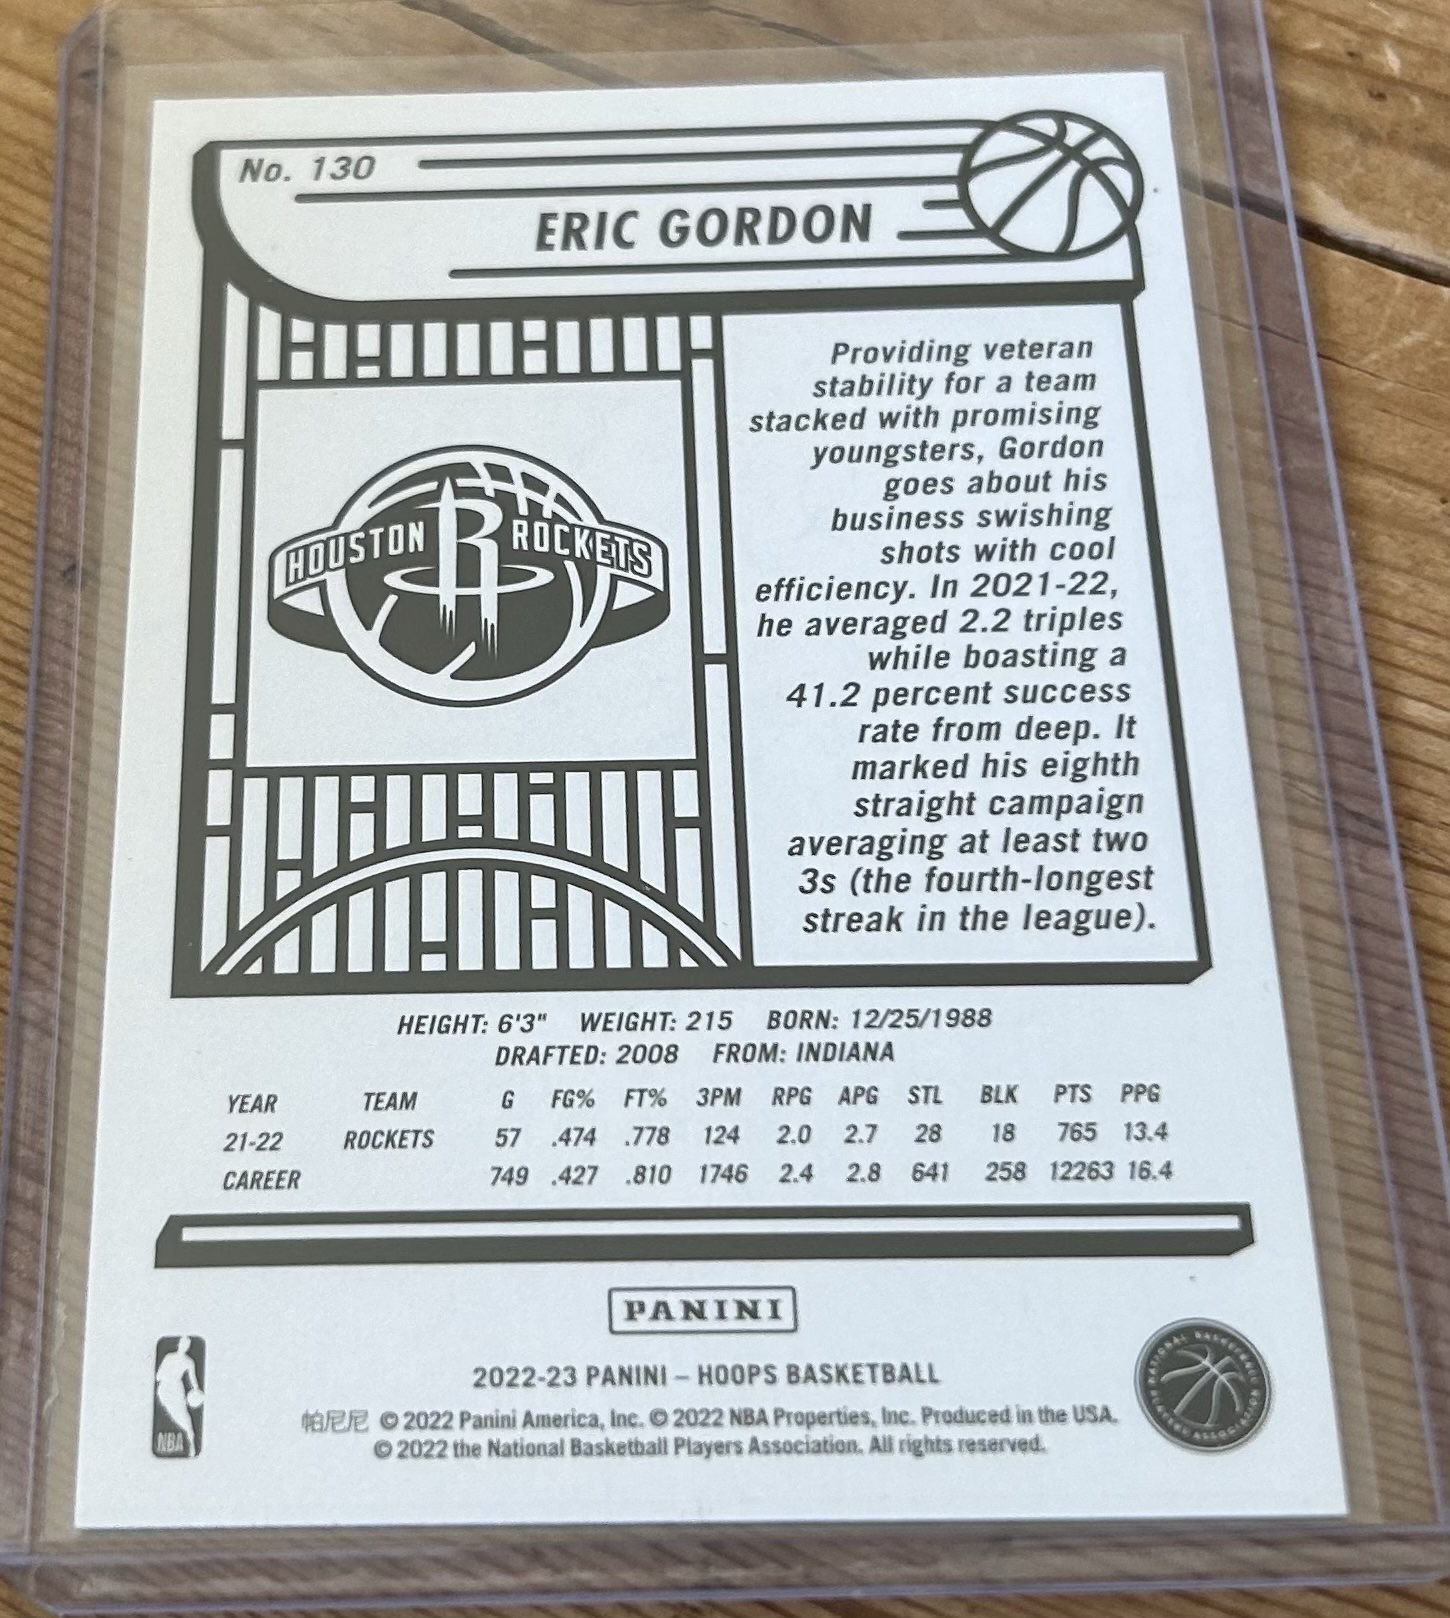 No. 130
ERIC GORDON
HOUSTON R ROCKETS
Providing veteran
stability for a team
stacked with promising
youngsters, Gordon
goes about his
business swishing
shots with cool
efficiency. In 2021-22,
he averaged 2.2 triples
while boasting a
41.2 percent success
rate from deep. It
marked his eighth
straight campaign
averaging at least two
3s (the fourth-longest
streak in the league).
HEIGHT: 6'3" WEIGHT: 215 BORN: 12/25/1988
DRAFTED: 2008 FROM: INDIANA
YEAR TEAM G FG% FT% 3PM RPG APG STL BLK PTS PPG
21-22 ROCKETS 57 .474 .778 124 2.0 2.7 28 18 765 13.4
CAREER 749 .427 .810 1746 2.4 2.8 641 258 12263 16.4
PANINI
2022-23 PANINI – HOOPS BASKETBALL
帕尼尼 © 2022 Panini America, Inc. © 2022 NBA Properties, Inc. Produced in the USA.
© 2022 the National Basketball Players Association. All rights reserved.
NBA
NATIONAL BASKETBALL PLAYERS ASSOCIATION